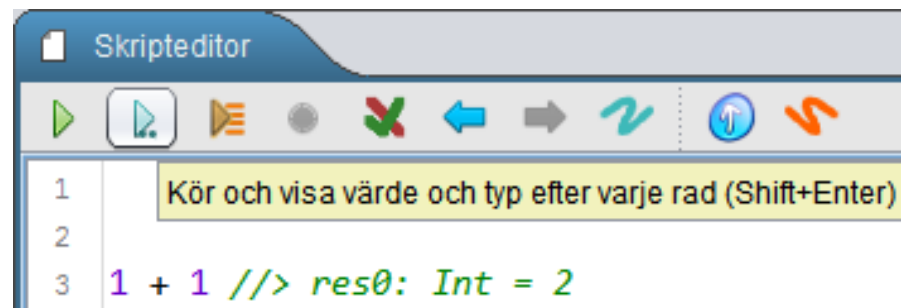 Skripteditor
1 Kör och visa värde och typ efter varje rad (Shift+Enter)
2
3 1 + 1 //> res0: Int = 2